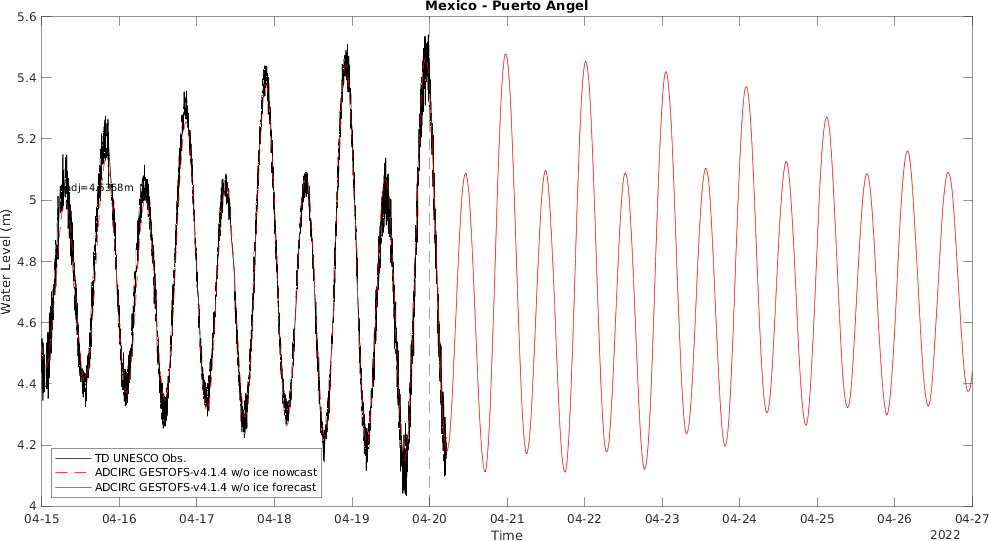 Mexico - Puerto Angel
Water Level (m)
5.6
5.4
5.2
5
4.8
4.6
4.4
4.2
4
TD UNESCO Obs.
ADCIRC GESTOFS-v4.1.4 w/o ice nowcast
ADCIRC GESTOFS-v4.1.4 w/o ice forecast
04-15 04-16 04-17 04-18 04-19 04-20 04-21 04-22 04-23 04-24 04-25 04-26 04-27
Time
2022